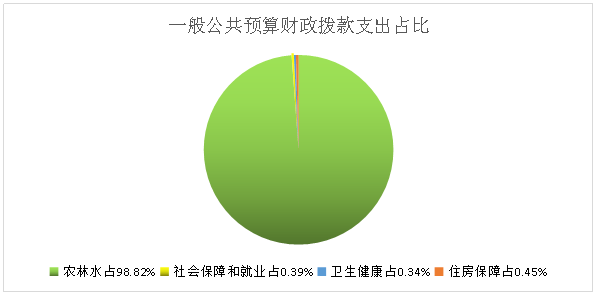 一般公共预算财政拨款支出占比
农林水占98.82% 社会保障和就业占0.39% 卫生健康占0.34% 住房保障占0.45%